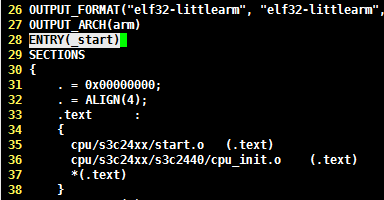 26 OUTPUT_FORMAT("elf32-littlearm", "elf32-littlearm",
27 OUTPUT_ARCH(arm)
28 ENTRY(_start)
29 SECTIONS
30 {
31     . = 0x00000000;
32     . = ALIGN(4);
33     .text      :
34     {
35       cpu/s3c24xx/start.o   (.text)
36       cpu/s3c24xx/s3c2440/cpu_init.o    (.text)
37       *(.text)
38     }